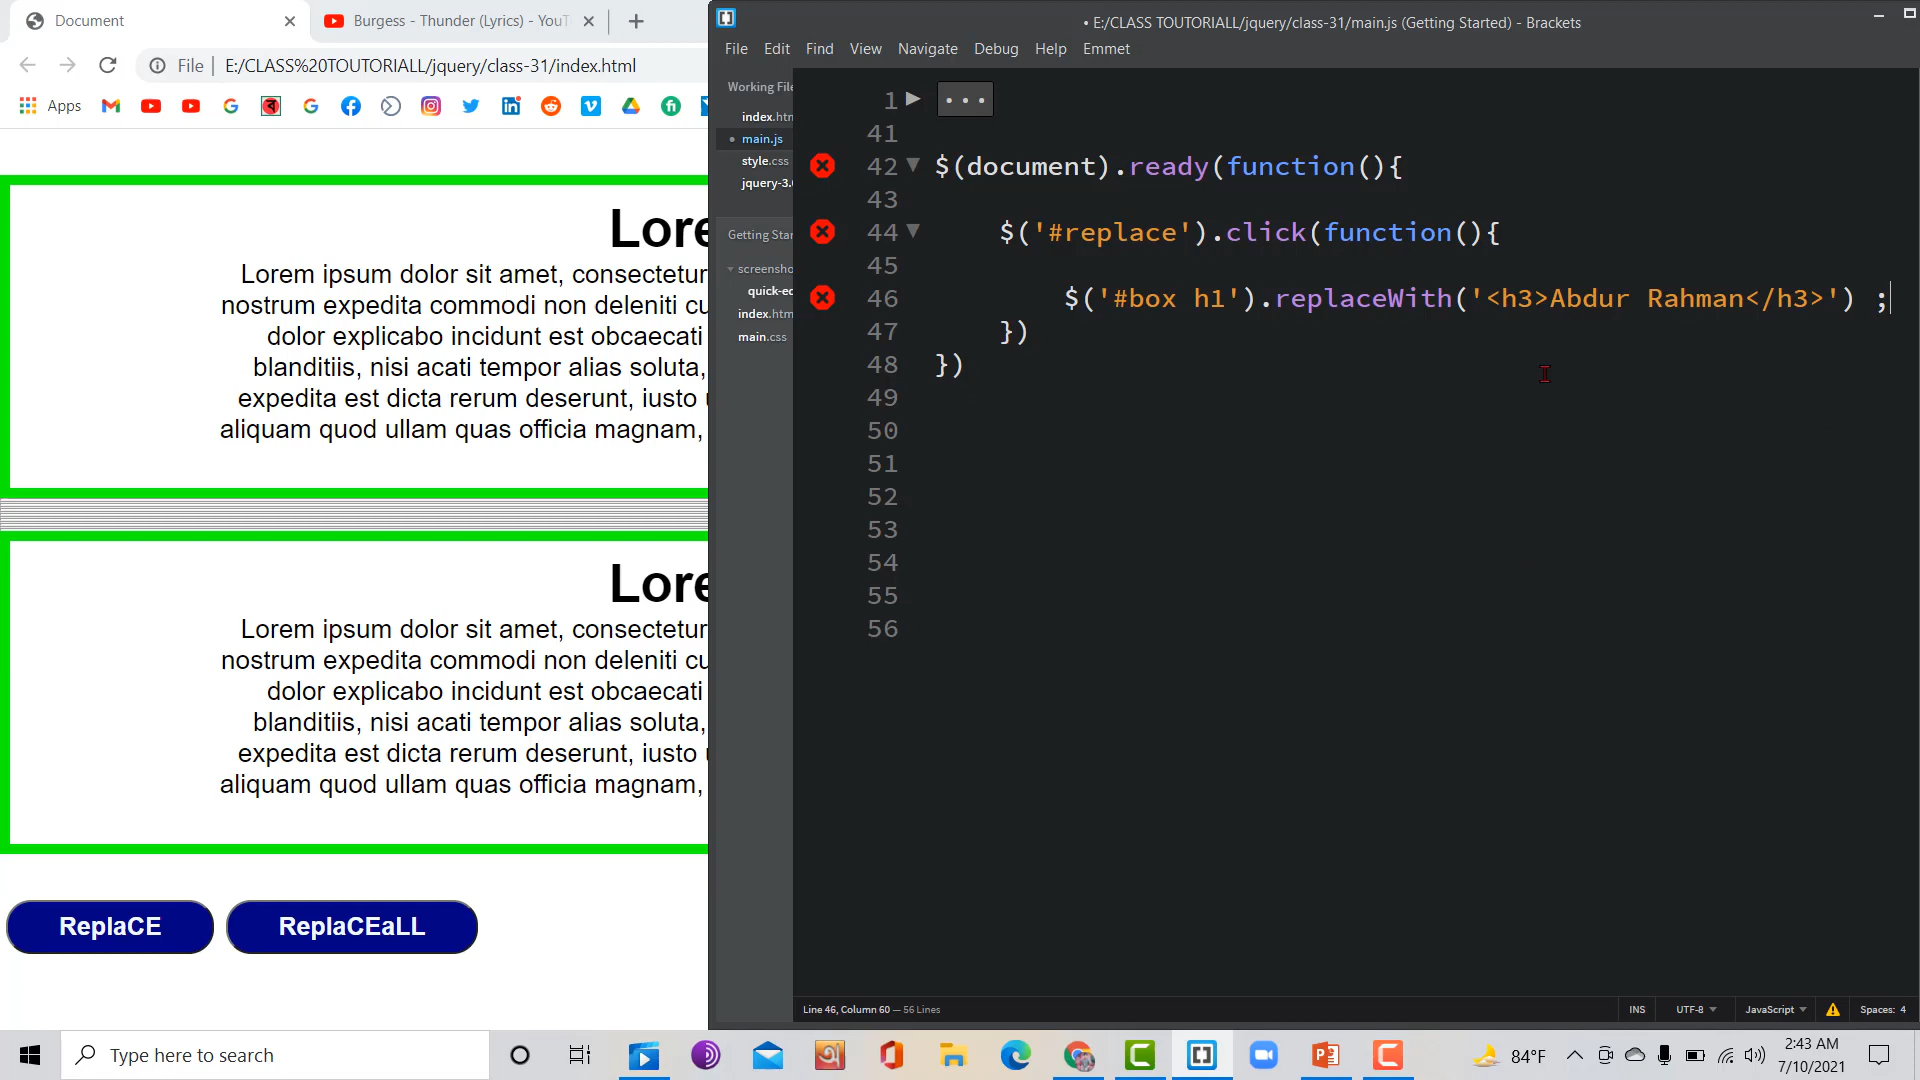 Document
Burgess - Thunder (Lyrics) - YouT
File
E:/CLASS%20TOUTORIALL/jquery/class-31/index.html
Apps
Lore
Lorem ipsum dolor sit amet, consectetur
nostrum expedita commodi non deleniti cu
dolor explicabo incidunt est obcaecati
blanditiis, nisi acati tempor alias soluta,
expedita est dicta rerum deserunt, iusto
aliquam quod ullam quas officia magnam,
Lore
Lorem ipsum dolor sit amet, consectetur
nostrum expedita commodi non deleniti cu
dolor explicabo incidunt est obcaecati
blanditiis, nisi acati tempor alias soluta,
expedita est dicta rerum deserunt, iusto
aliquam quod ullam quas officia magnam,
ReplaCE
ReplaCEaLL
• E:/CLASS TOUTORIALL/jquery/class-31/main.js (Getting Started) - Brackets
File Edit Find View Navigate Debug Help Emmet
Working File
index.htm
main.js
style.css
jquery-3.
Getting Star
screensho
quick-ed
index.htm
main.css
1 ...
41
42 $(document).ready(function(){
43
44 $('#replace').click(function(){
45
46 $('#box h1').replaceWith('<h3>Abdur Rahman</h3>') ;
47 })
48 })
49
50
51
52
53
54
55
56
Line 46, Column 60 — 56 Lines
INS
UTF-8
JavaScript
Spaces: 4
Type here to search
84°F
2:43 AM
7/10/2021